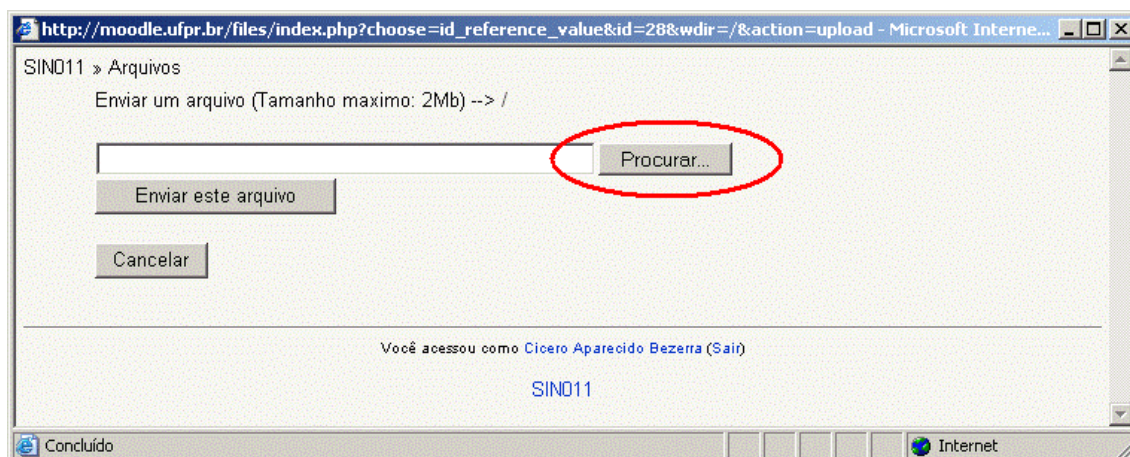 http://moodle.ufpr.br/files/index.php?choose=id_reference_value&id=28&wdir=/&action=upload - Microsoft Interne...
SIN011 » Arquivos
Enviar um arquivo (Tamanho maximo: 2Mb) --> /
Procurar...
Enviar este arquivo
Cancelar
Você acessou como Cicero Aparecido Bezerra (Sair)
SIN011
Concluído Internet